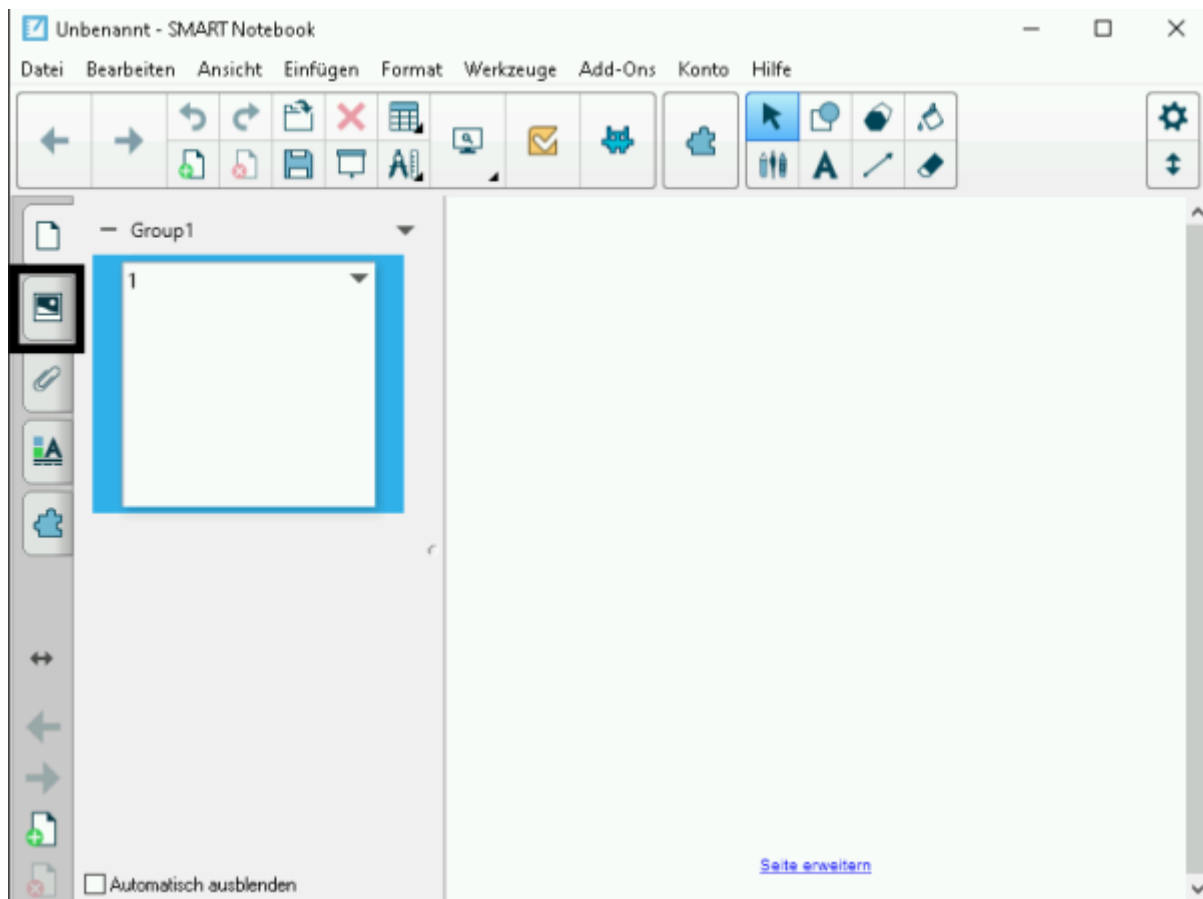 Unbenannt - SMART Notebook
Datei Bearbeiten Ansicht Einfügen Format Werkzeuge Add-Ons Konto Hilfe
Group1
1
Seite erweitern
Automatisch ausblenden